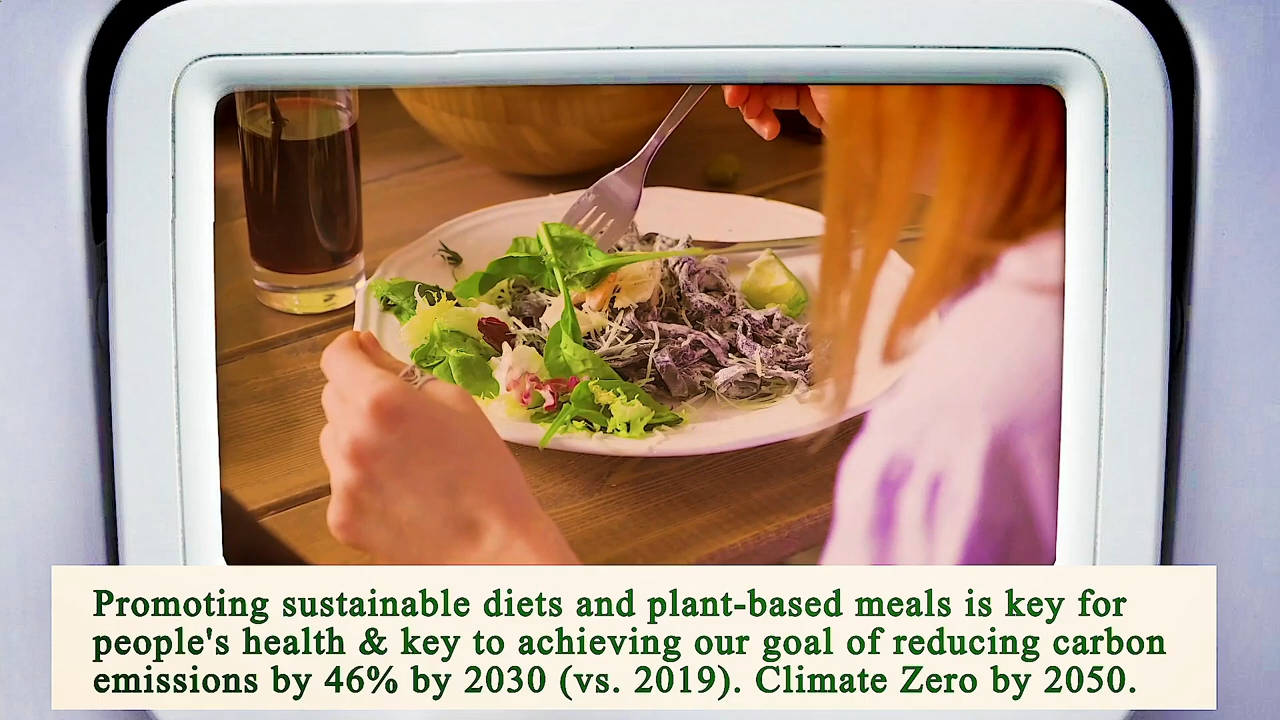 Promoting sustainable diets and plant-based meals is key for
people's health & key to achieving our goal of reducing carbon
emissions by 46% by 2030 (vs. 2019). Climate Zero by 2050.